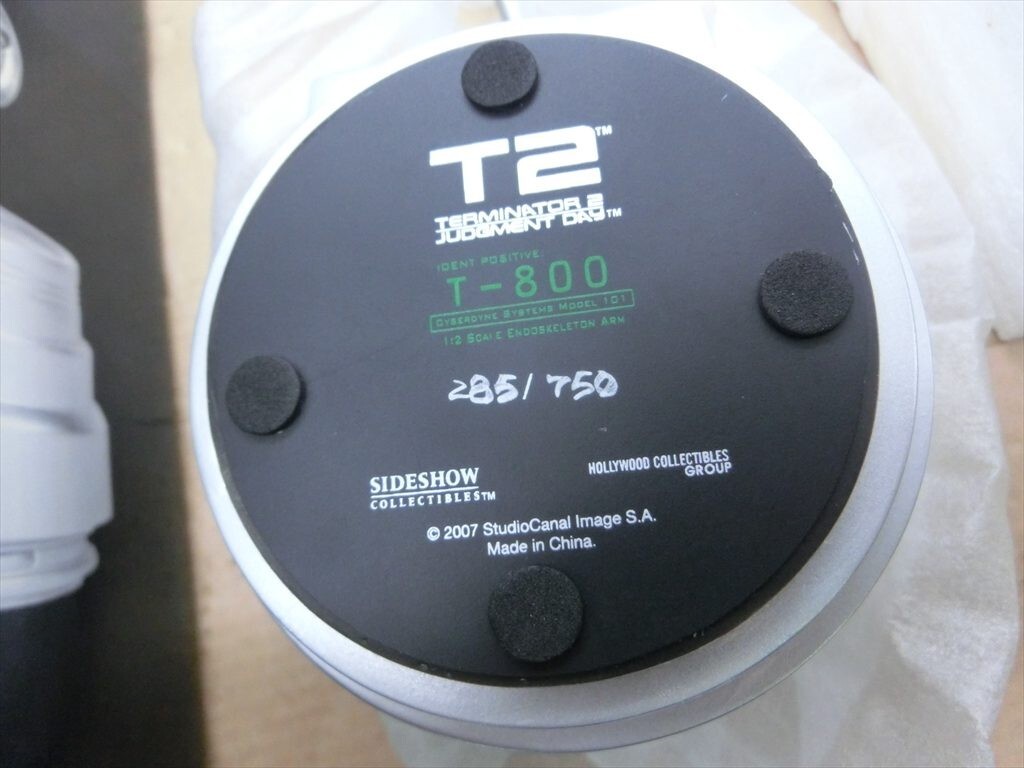 T2™
TERMINATOR 2
JUDGMENT DAY™
IDENT POSITIVE:
T-800
CYBERDYNE SYSTEMS MODEL 101
1:2 SCALE ENDOSKELETON ARM
285/750
SIDESHOW
COLLECTIBLES™
HOLLYWOOD COLLECTIBLES
GROUP
© 2007 StudioCanal Image S.A.
Made in China.